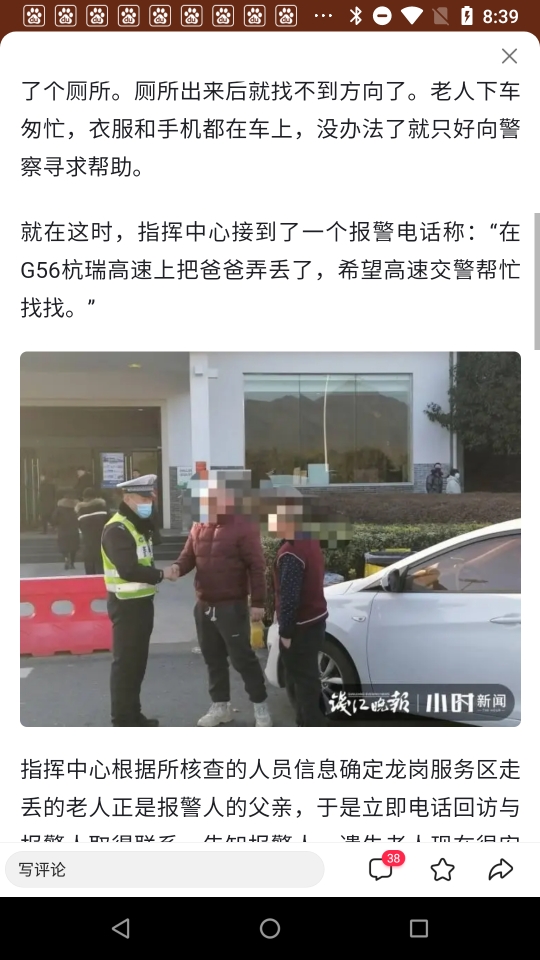 8:39
了个厕所。厕所出来后就找不到方向了。老人下车
匆忙，衣服和手机都在车上，没办法了就只好向警
察寻求帮助。
就在这时，指挥中心接到了一个报警电话称：“在
G56杭瑞高速上把爸爸弄丢了，希望高速交警帮忙
找找。”
钱江晚报 小时新闻
指挥中心根据所核查的人员信息确定龙岗服务区走
丢的老人正是报警人的父亲，于是立即电话回访与
写评论
38